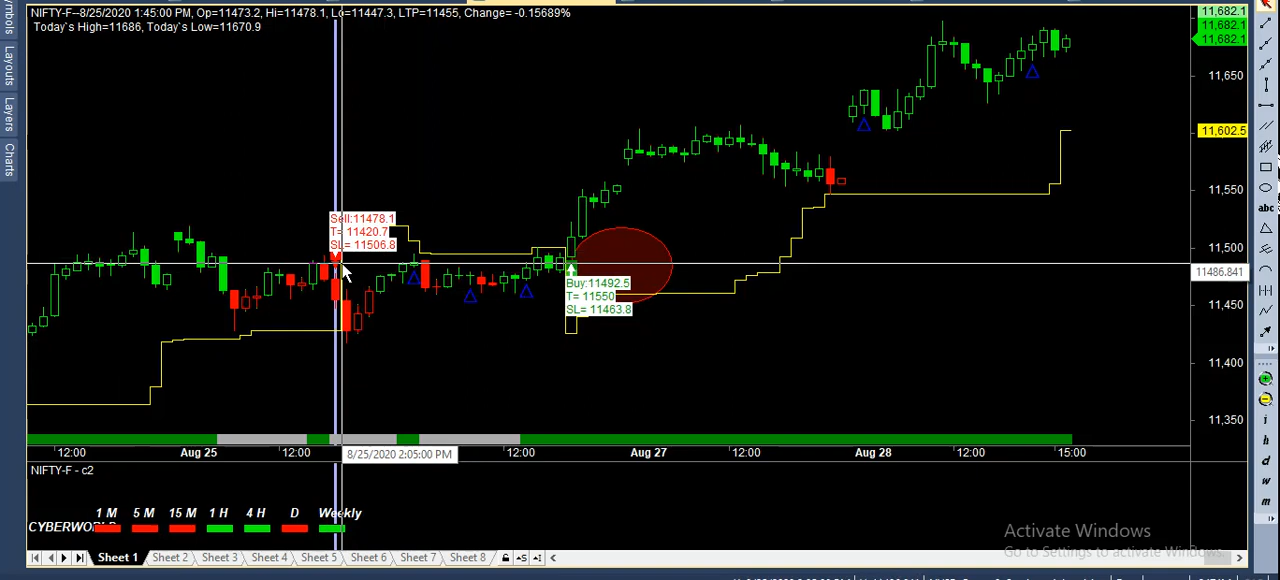 NIFTY-F--8/25/2020 1:45:00 PM, Op=11473.2, Hi=11478.1, Lo=11447.3, LTP=11455, Change= -0.15689%
Today`s High=11686, Today`s Low=11670.9
Layouts
Layers
Charts
11,682.1
11,682.1
11,682.1
11,650
11,602.5
11,550
11,500
11486.841
11,450
11,400
11,350
abc
i
h
d
w
m
Sell:11478.1
T= 11420.7
SL= 11506.8
Buy:11492.5
T= 11550
SL= 11463.8
12:00
Aug 25
12:00
8/25/2020 2:05:00 PM
12:00
Aug 27
12:00
Aug 28
12:00
15:00
NIFTY-F - c2
1 M 5 M 15 M 1 H 4 H D Weekly
Activate Windows
Go to Settings to activate Windows.
Sheet 1 Sheet 2 Sheet 3 Sheet 4 Sheet 5 Sheet 6 Sheet 7 Sheet 8